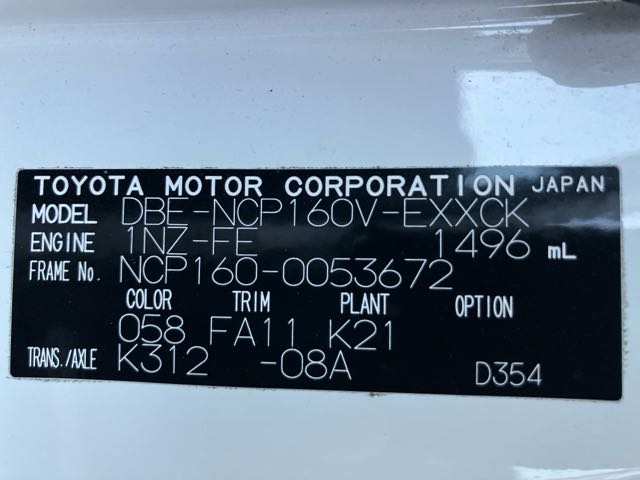 TOYOTA MOTOR CORPORATION JAPAN
MODEL DBE-NCP160V-EXXCK
ENGINE 1NZ-FE 1496 mL
FRAME No. NCP160-0053672
COLOR TRIM PLANT OPTION
058 FA11 K21
TRANS./AXLE K312 -08A D354